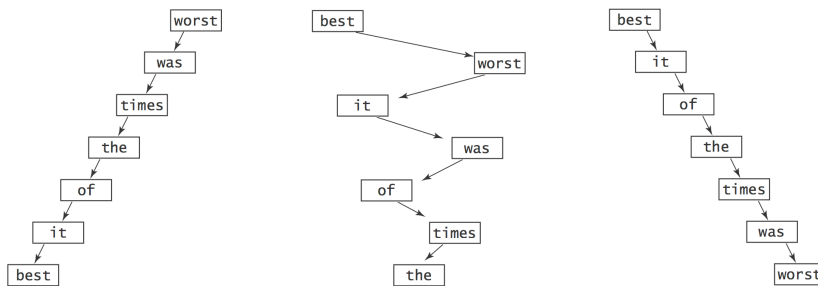 worst
was
times
the
of
it
best
best
worst
it
was
of
times
the
best
it
of
the
times
was
worst